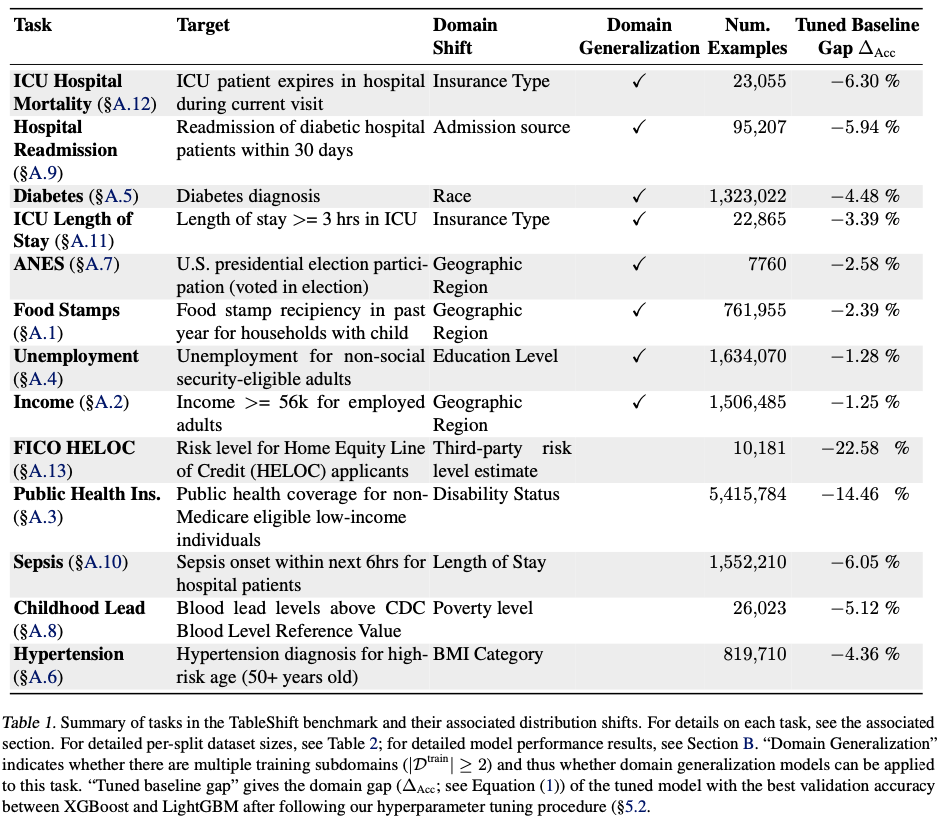 Task Target Domain Shift Domain Generalization Num. Examples Tuned Baseline Gap Δ_Acc
ICU Hospital Mortality (§A.12) ICU patient expires in hospital during current visit Insurance Type ✓ 23,055 −6.30 %
Hospital Readmission (§A.9) Readmission of diabetic hospital patients within 30 days Admission source ✓ 95,207 −5.94 %
Diabetes (§A.5) Diabetes diagnosis Race ✓ 1,323,022 −4.48 %
ICU Length of Stay (§A.11) Length of stay >= 3 hrs in ICU Insurance Type ✓ 22,865 −3.39 %
ANES (§A.7) U.S. presidential election partici-pation (voted in election) Geographic Region ✓ 7760 −2.58 %
Food Stamps (§A.1) Food stamp recipiency in past year for households with child Geographic Region ✓ 761,955 −2.39 %
Unemployment (§A.4) Unemployment for non-social security-eligible adults Education Level ✓ 1,634,070 −1.28 %
Income (§A.2) Income >= 56k for employed adults Geographic Region ✓ 1,506,485 −1.25 %
FICO HELOC (§A.13) Risk level for Home Equity Line of Credit (HELOC) applicants Third-party risk level estimate 10,181 −22.58 %
Public Health Ins. (§A.3) Public health coverage for non-Medicare eligible low-income individuals Disability Status 5,415,784 −14.46 %
Sepsis (§A.10) Sepsis onset within next 6hrs for hospital patients Length of Stay 1,552,210 −6.05 %
Childhood Lead (§A.8) Blood lead levels above CDC Blood Level Reference Value Poverty level 26,023 −5.12 %
Hypertension (§A.6) Hypertension diagnosis for high-risk age (50+ years old) BMI Category 819,710 −4.36 %
Table 1. Summary of tasks in the TableShift benchmark and their associated distribution shifts. For details on each task, see the associated
section. For detailed per-split dataset sizes, see Table 2; for detailed model performance results, see Section B. “Domain Generalization”
indicates whether there are multiple training subdomains (|𝒟^train| ≥ 2) and thus whether domain generalization models can be applied
to this task. “Tuned baseline gap” gives the domain gap (Δ_Acc; see Equation (1)) of the tuned model with the best validation accuracy
between XGBoost and LightGBM after following our hyperparameter tuning procedure (§5.2.